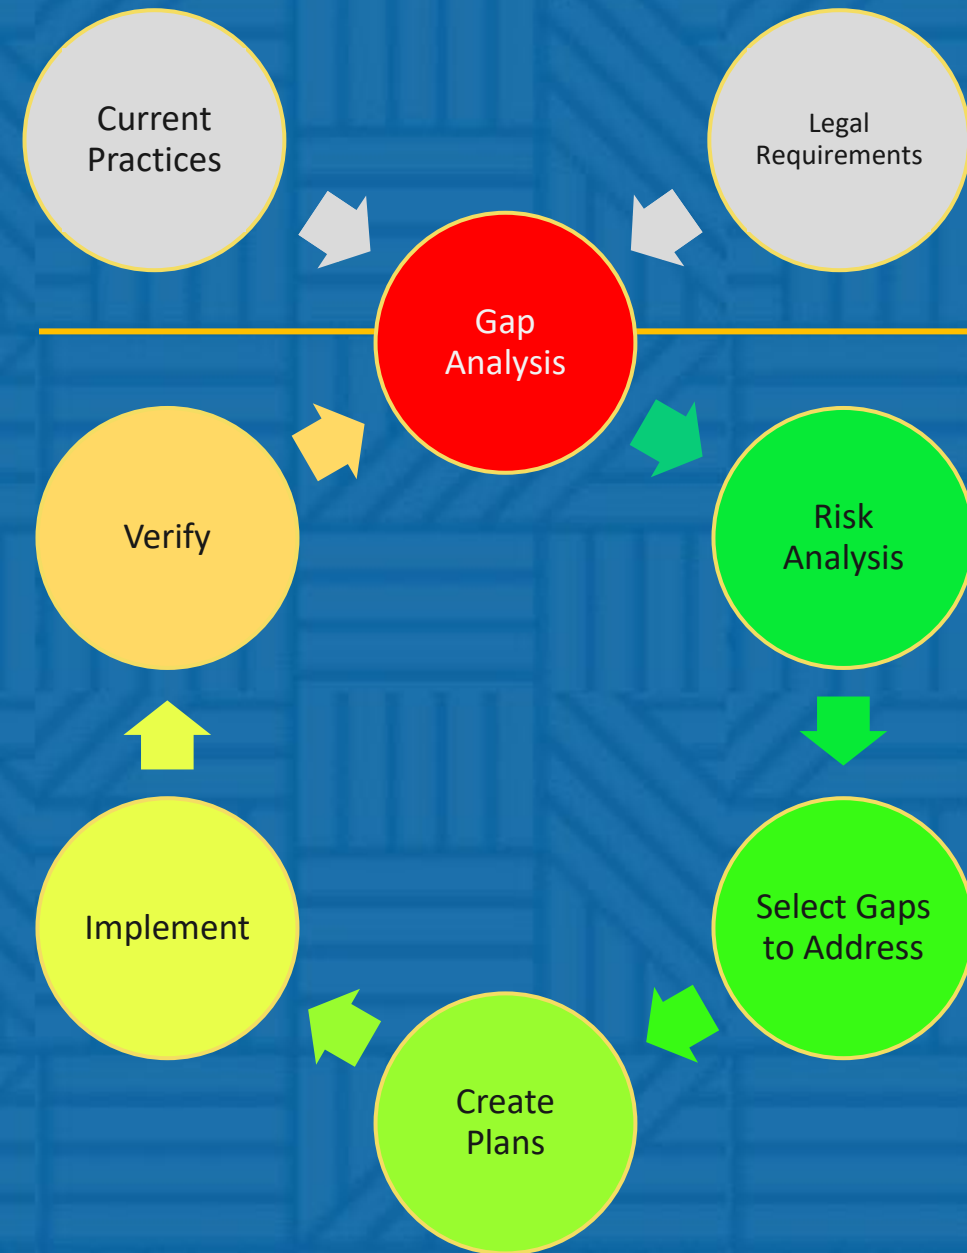 Current
Practices
Legal
Requirements
Gap
Analysis
Verify
Risk
Analysis
Implement
Select Gaps
to Address
Create
Plans